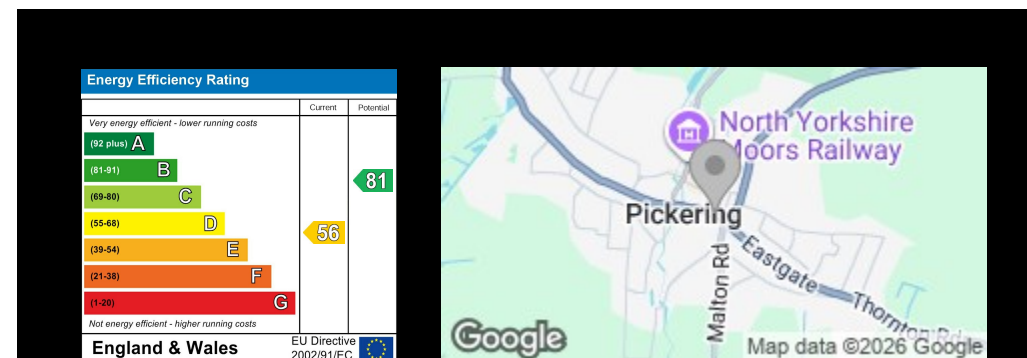 Energy Efficiency Rating
Current Potential
Very energy efficient - lower running costs
(92 plus) A
(81-91) B
(69-80) C
(55-68) D
(39-54) E
(21-38) F
(1-20) G
81
56
Not energy efficient - higher running costs
England & Wales
EU Directive
2002/91/EC
North Yorkshire
Moors Railway
Pickering
Malton Rd
Eastgate
Thornton Rd
Google
Map data ©2026 Google